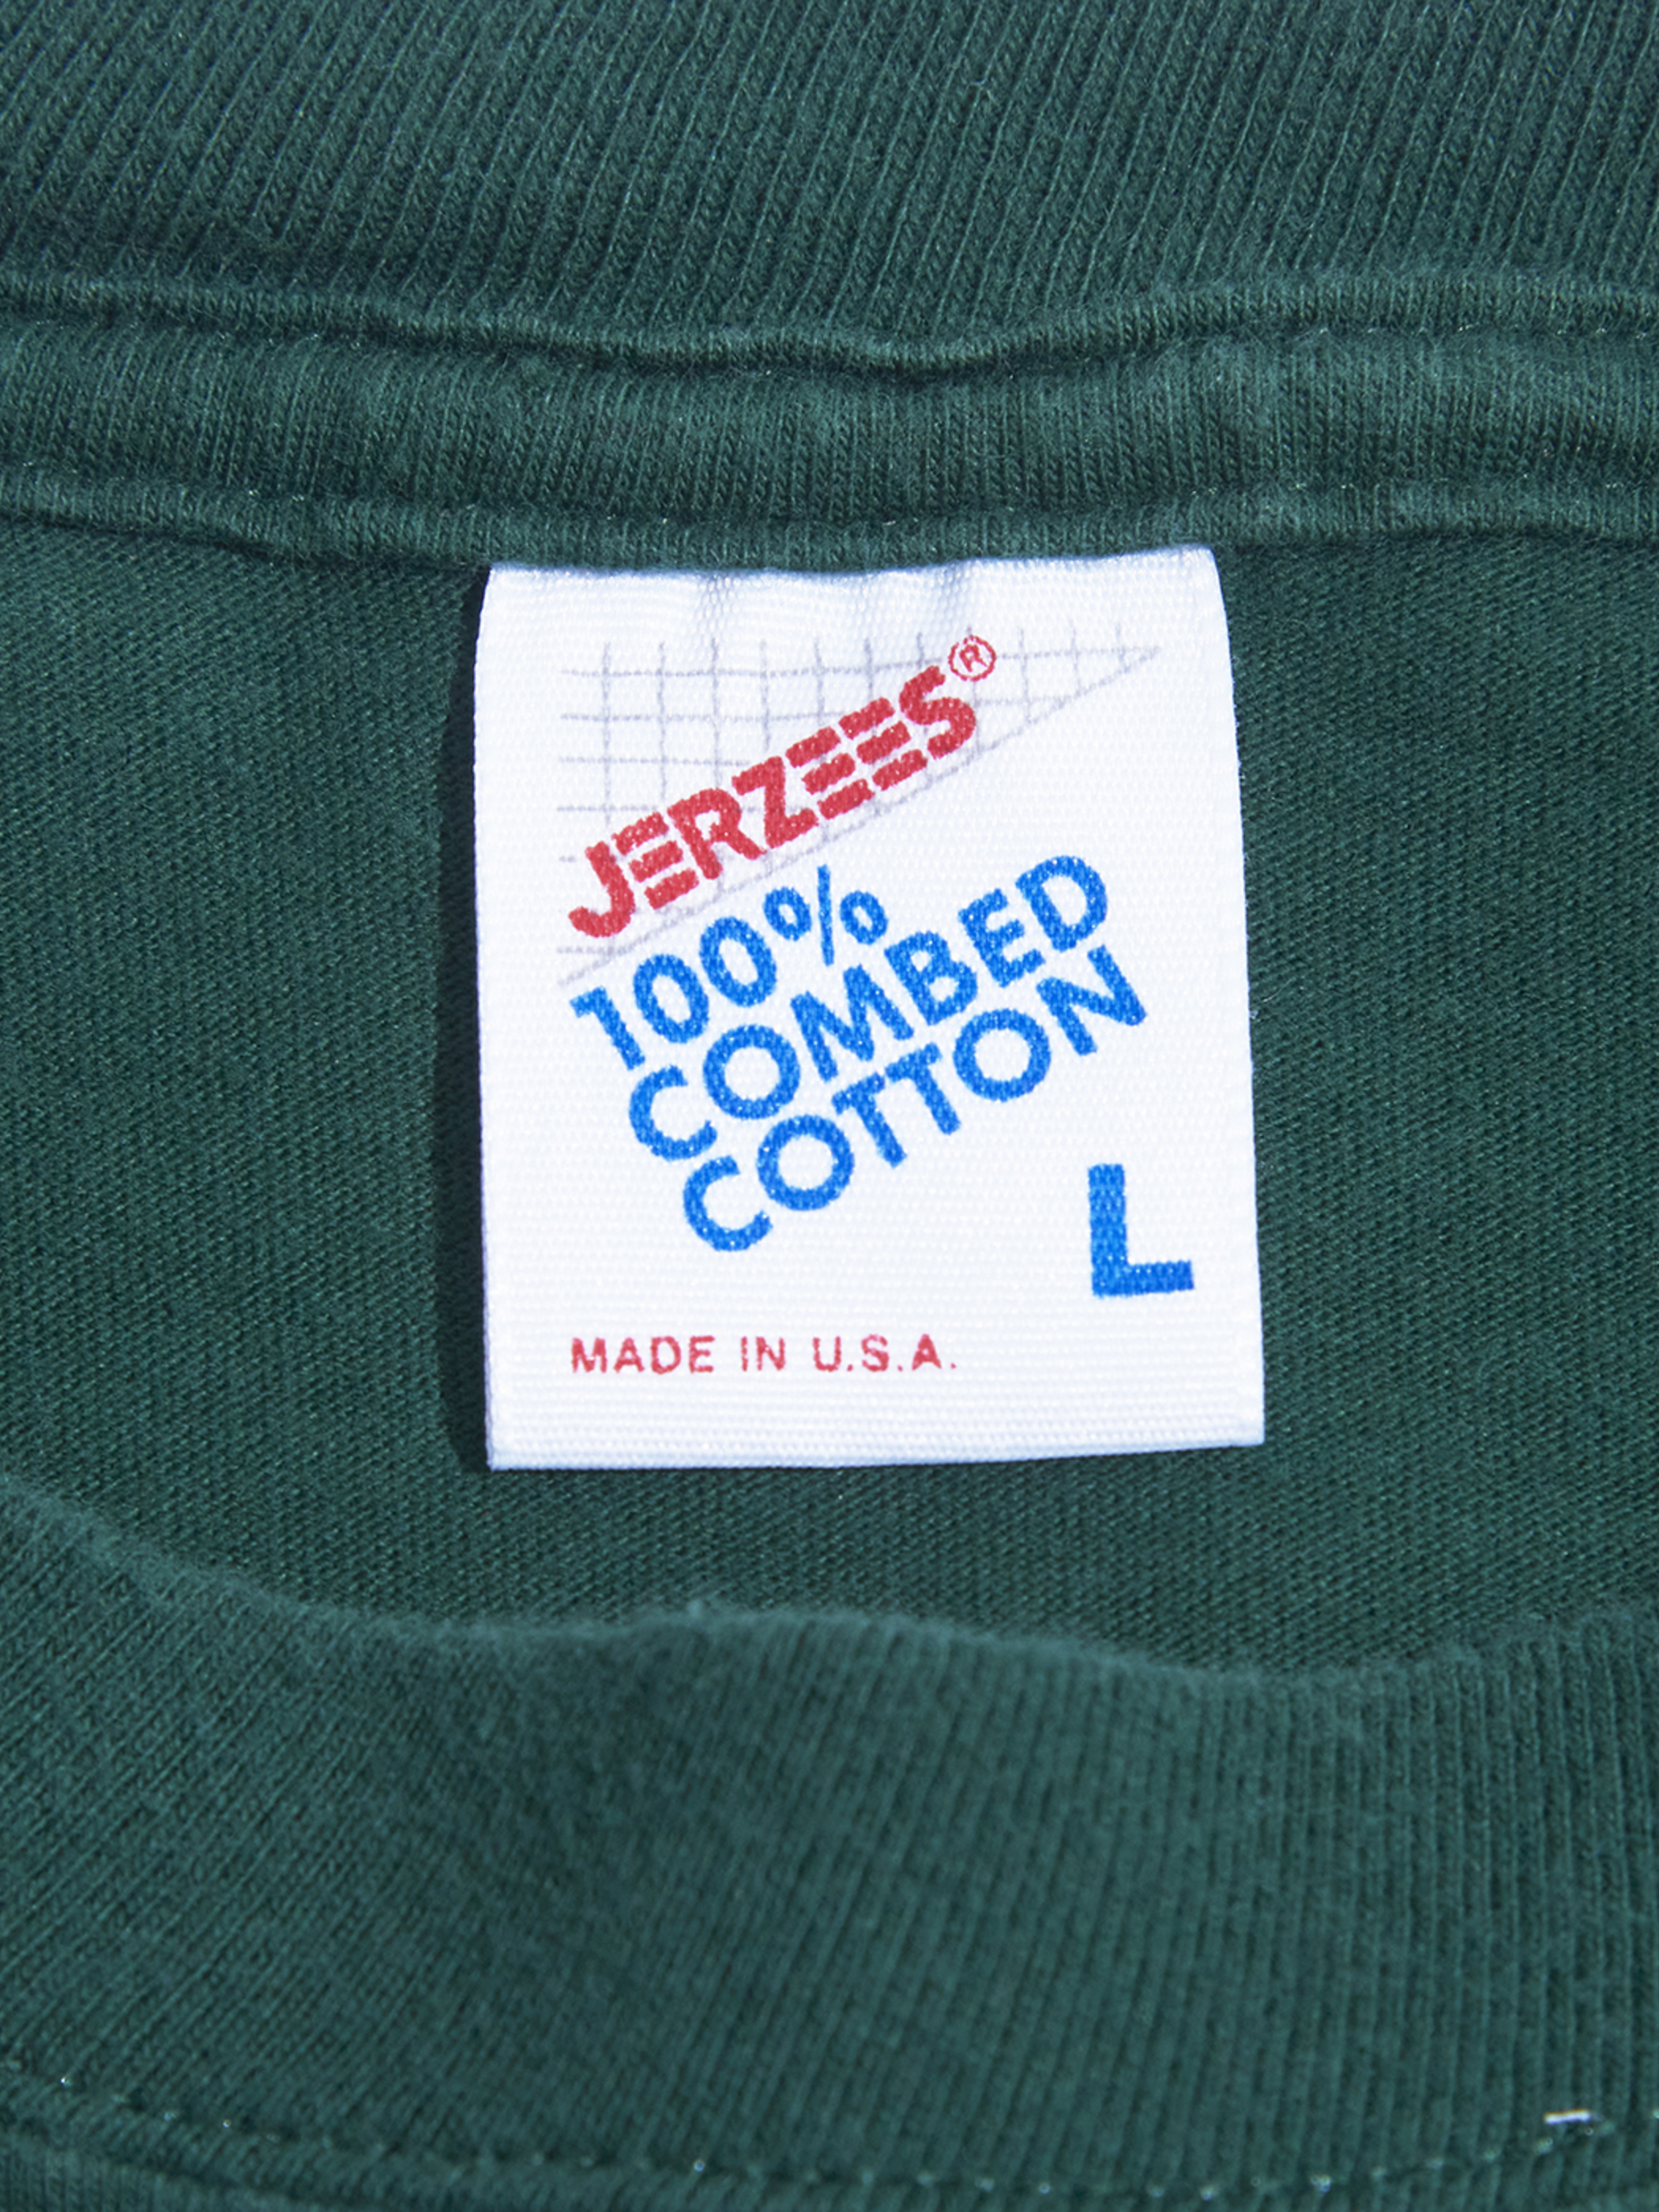 JERZEES®
100%
COMBED
COTTON
L
MADE IN U.S.A.